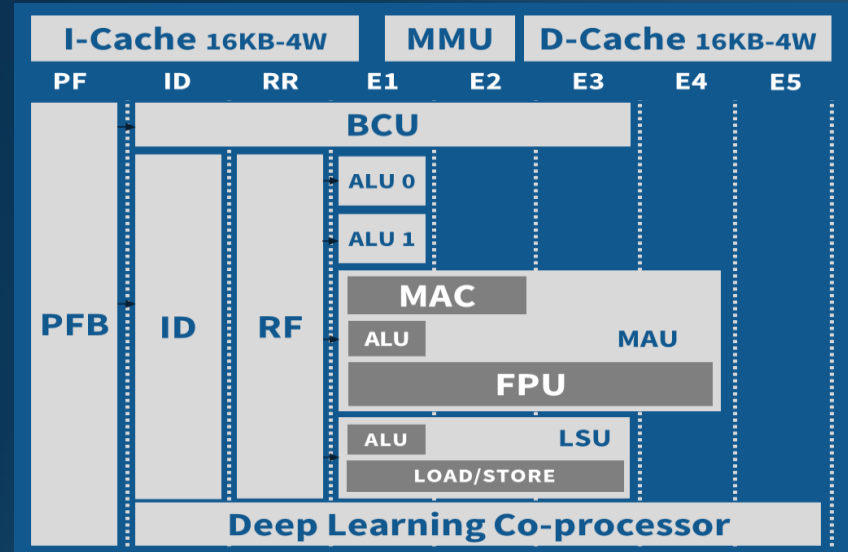 I-Cache 16KB-4W
MMU
D-Cache 16KB-4W
PF ID RR E1 E2 E3 E4 E5
BCU
ALU 0
ALU 1
MAC
PFB ID RF ALU MAU
FPU
ALU LSU
LOAD/STORE
Deep Learning Co-processor